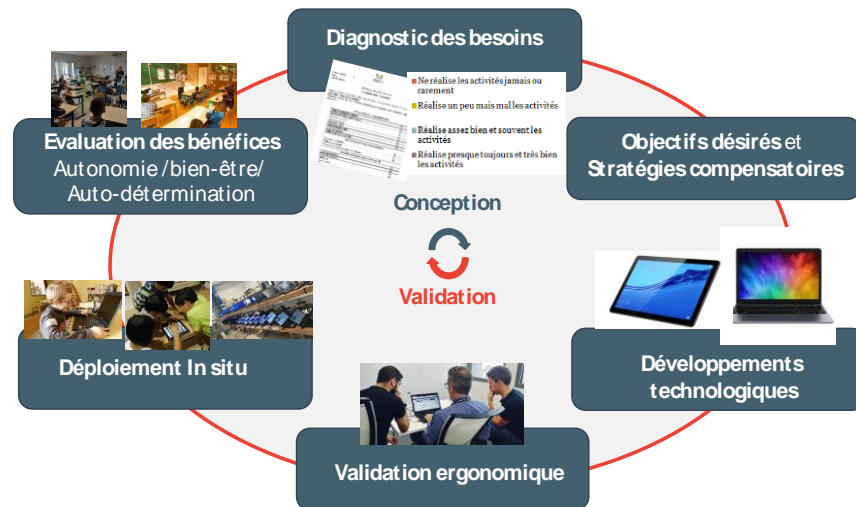 Diagnostic des besoins
Ne réalise les activités jamais ou
rarement
Réalise un peu mais mal les activités
Réalise assez bien et souvent les
activités
Réalise presque toujours et très bien
les activités
Evaluation des bénéfices
Autonomie /bien-être/
Auto-détermination
Objectifs désirés et
Stratégies compensatoires
Conception
Validation
Déploiement In situ
Développements
technologiques
Validation ergonomique